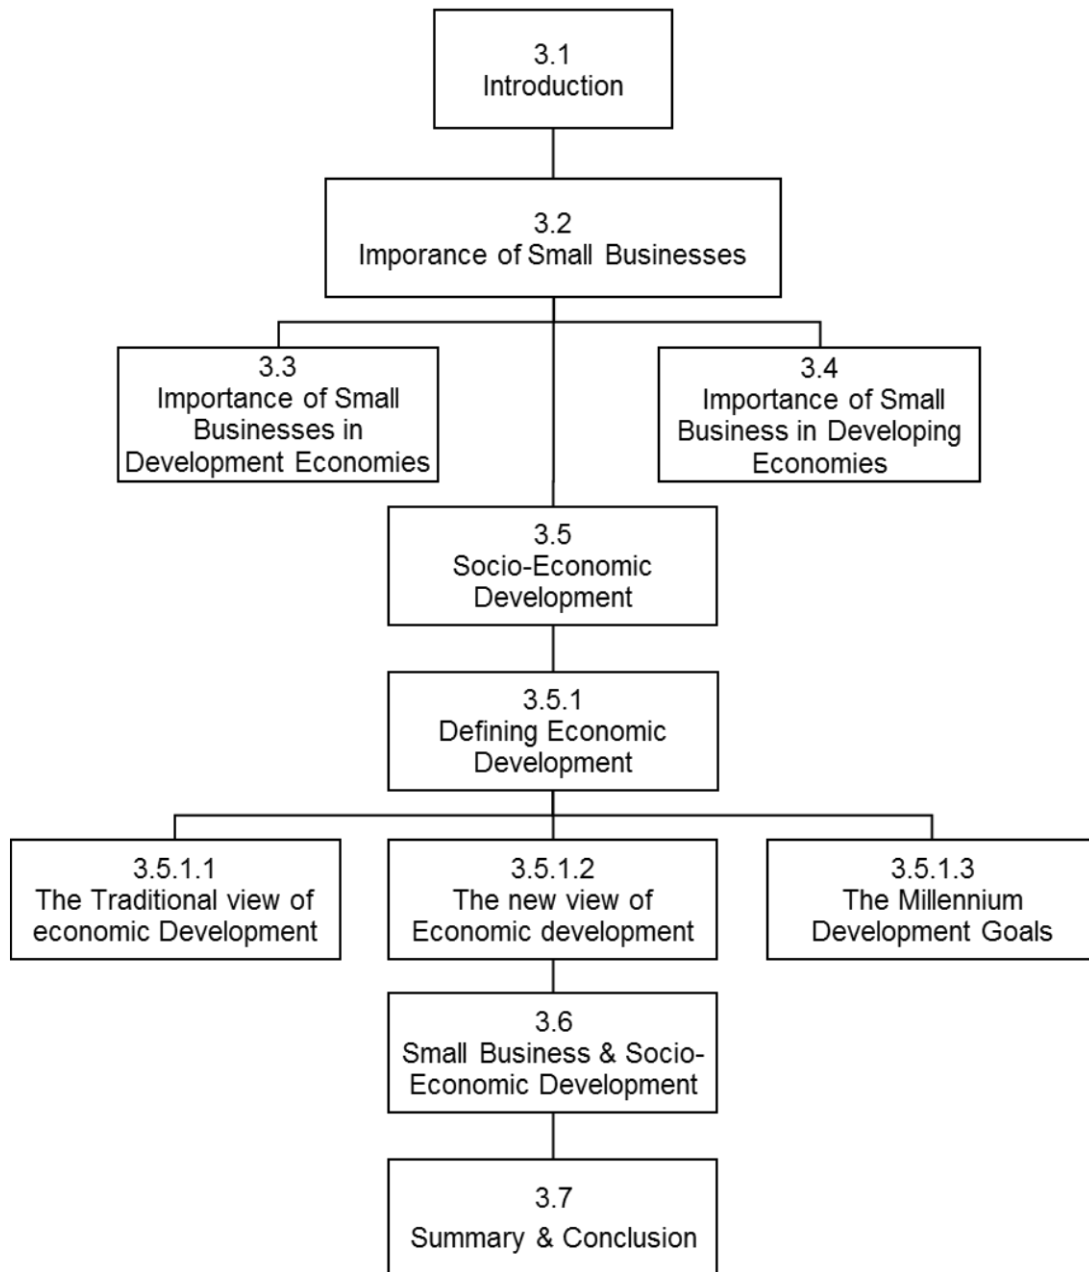 3.1
Introduction
3.2
Imporance of Small Businesses
3.3
Importance of Small
Businesses in
Development Economies
3.4
Importance of Small
Business in Developing
Economies
3.5
Socio-Economic
Development
3.5.1
Defining Economic
Development
3.5.1.1
The Traditional view of
economic Development
3.5.1.2
The new view of
Economic development
3.5.1.3
The Millennium
Development Goals
3.6
Small Business & Socio-
Economic Development
3.7
Summary & Conclusion